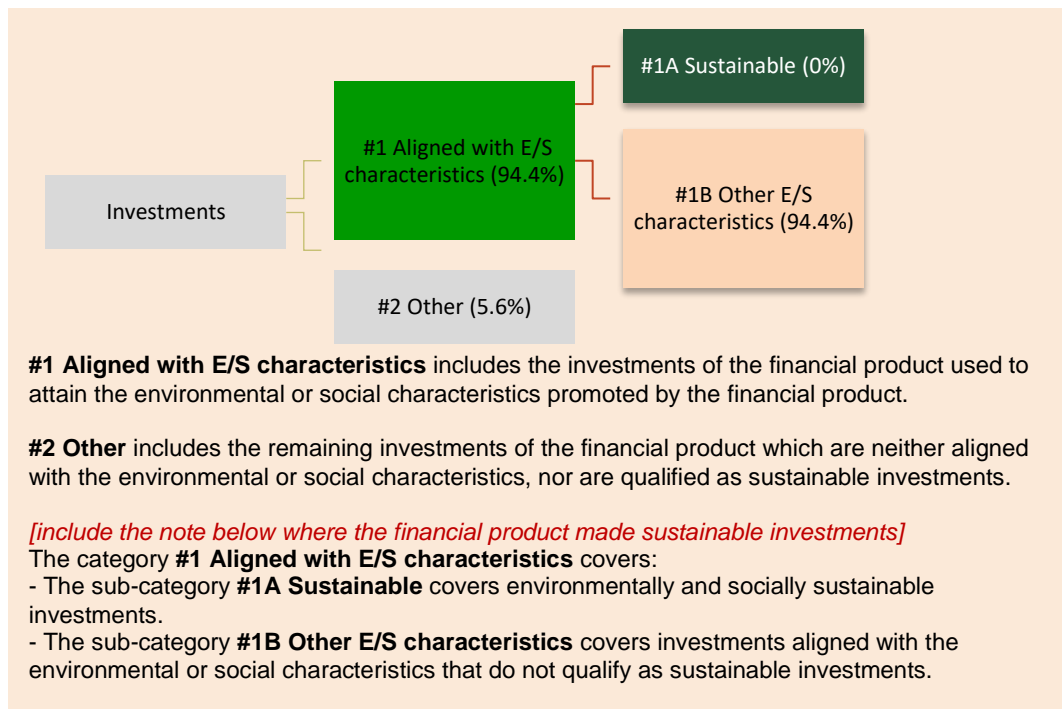 #1A Sustainable (0%)
#1 Aligned with E/S
characteristics (94.4%)
#1B Other E/S
characteristics (94.4%)
Investments
#2 Other (5.6%)
#1 Aligned with E/S characteristics includes the investments of the financial product used to
attain the environmental or social characteristics promoted by the financial product.
#2 Other includes the remaining investments of the financial product which are neither aligned
with the environmental or social characteristics, nor are qualified as sustainable investments.
[include the note below where the financial product made sustainable investments]
The category #1 Aligned with E/S characteristics covers:
- The sub-category #1A Sustainable covers environmentally and socially sustainable
investments.
- The sub-category #1B Other E/S characteristics covers investments aligned with the
environmental or social characteristics that do not qualify as sustainable investments.